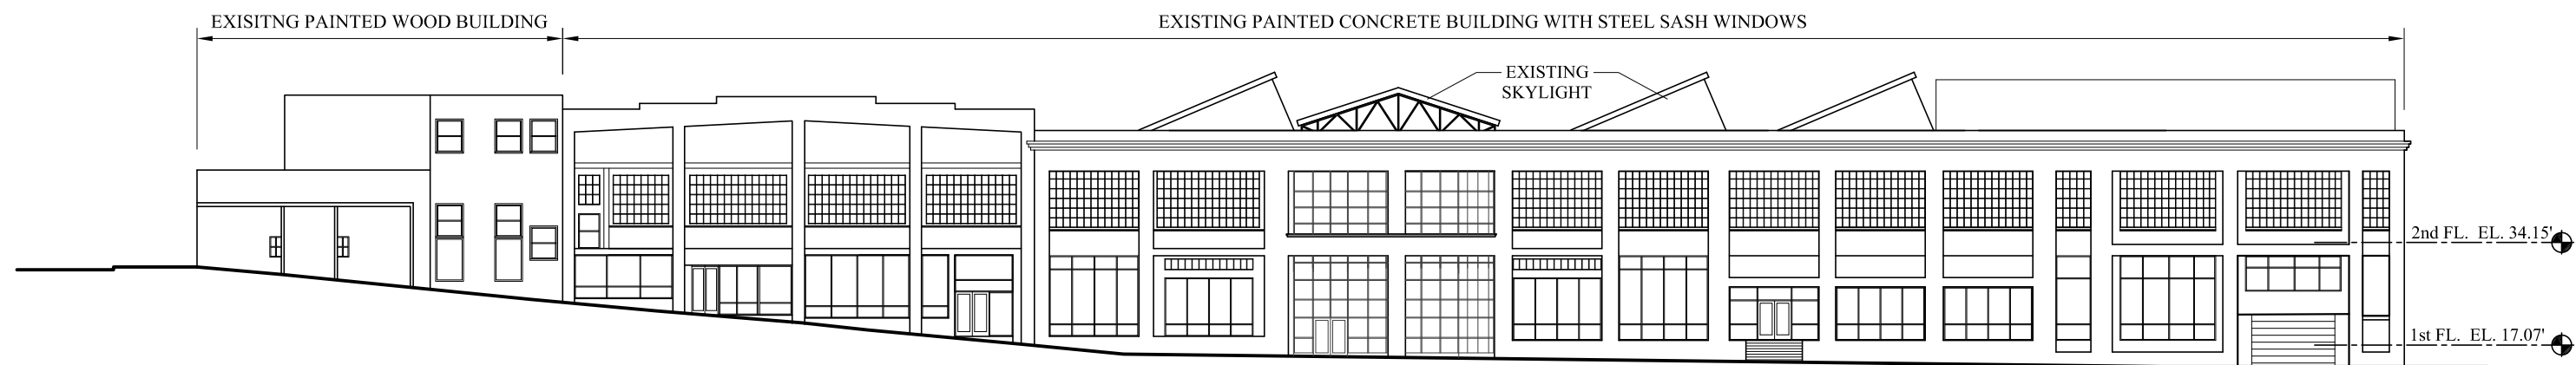 EXISITNG PAINTED WOOD BUILDING
EXISTING PAINTED CONCRETE BUILDING WITH STEEL SASH WINDOWS
EXISTING
SKYLIGHT
2nd FL. EL. 34.15'
1st FL. EL. 17.07'